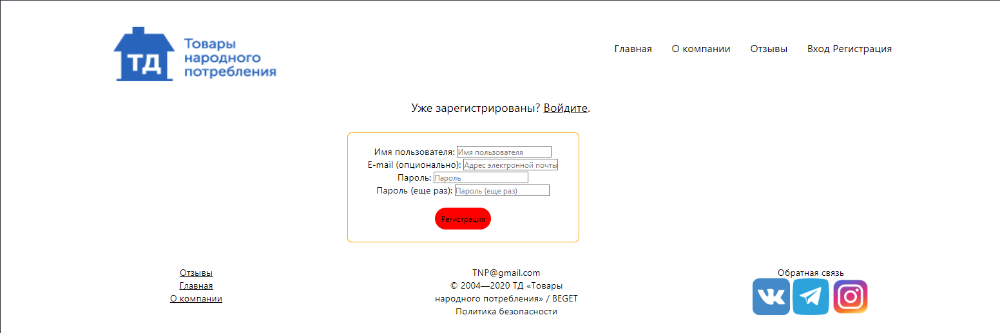 ТД
Товары
народного
потребления
Главная О компании Отзывы Вход Регистрация
Уже зарегистрированы? Войдите.
Имя пользователя: Имя пользователя
E-mail (опционально): Адрес электронной почты
Пароль: Пароль
Пароль (еще раз): Пароль (еще раз)
Регистрация
Отзывы
Главная
О компании
TNP@gmail.com
© 2004—2020 ТД «Товары
народного потребления» / BEGET
Политика безопасности
Обратная связь